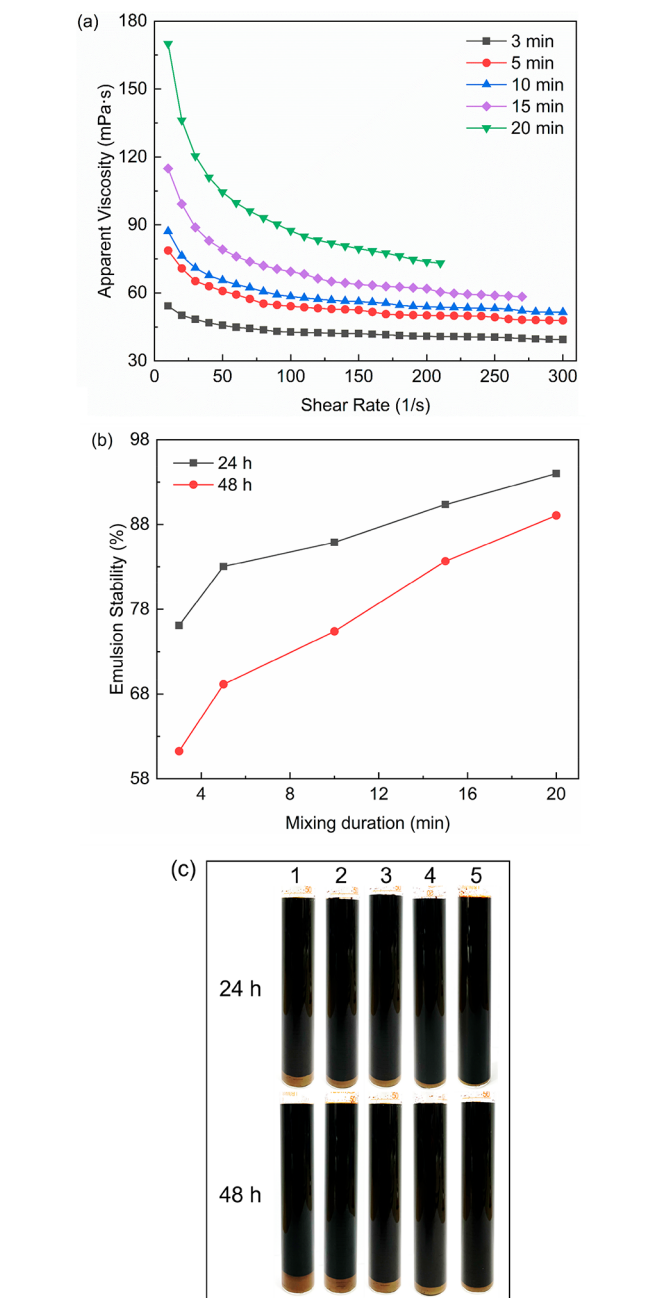 (a)
180
150
120
90
60
30
Apparent Viscosity (mPa·s)
3 min
5 min
10 min
15 min
20 min
0 50 100 150 200 250 300
Shear Rate (1/s)
(b)
98
88
78
68
58
Emulsion Stability (%)
24 h
48 h
4 8 12 16 20
Mixing duration (min)
(c)
1 2 3 4 5
24 h
48 h